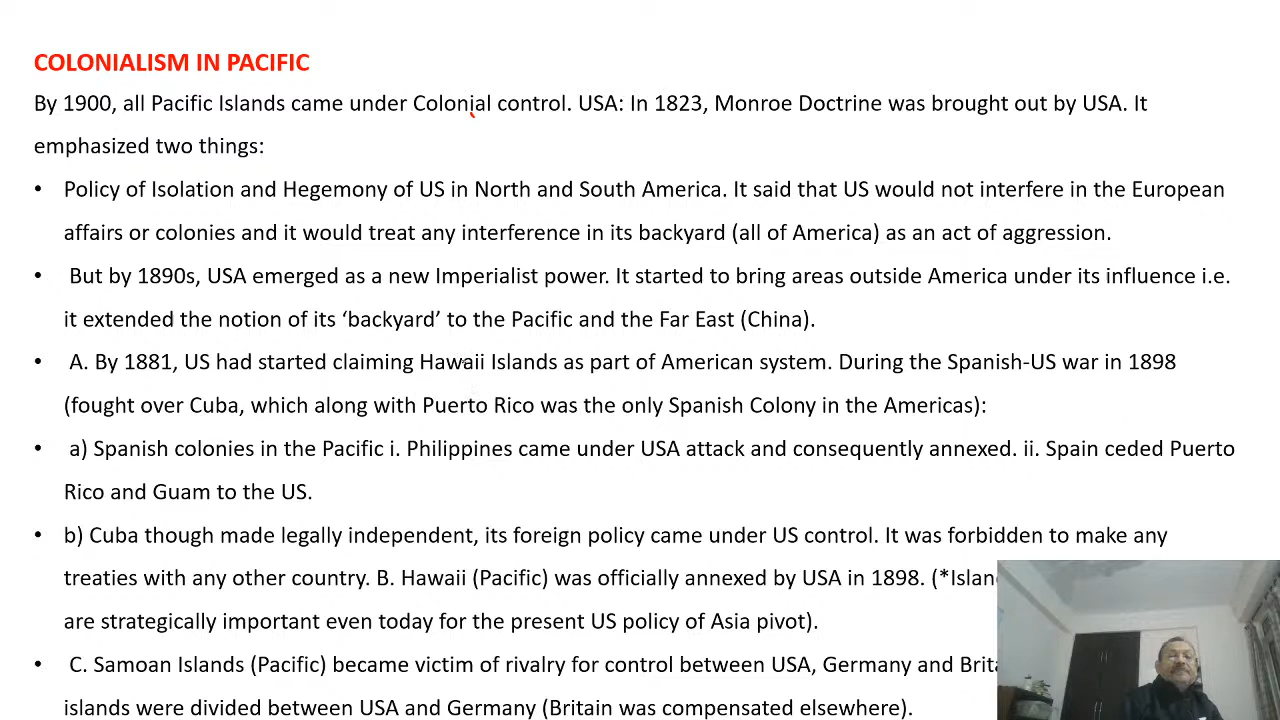 COLONIALISM IN PACIFIC
By 1900, all Pacific Islands came under Colonial control. USA: In 1823, Monroe Doctrine was brought out by USA. It
emphasized two things:
• Policy of Isolation and Hegemony of US in North and South America. It said that US would not interfere in the European
affairs or colonies and it would treat any interference in its backyard (all of America) as an act of aggression.
• But by 1890s, USA emerged as a new Imperialist power. It started to bring areas outside America under its influence i.e.
it extended the notion of its ‘backyard’ to the Pacific and the Far East (China).
• A. By 1881, US had started claiming Hawaii Islands as part of American system. During the Spanish-US war in 1898
(fought over Cuba, which along with Puerto Rico was the only Spanish Colony in the Americas):
• a) Spanish colonies in the Pacific i. Philippines came under USA attack and consequently annexed. ii. Spain ceded Puerto
Rico and Guam to the US.
• b) Cuba though made legally independent, its foreign policy came under US control. It was forbidden to make any
treaties with any other country. B. Hawaii (Pacific) was officially annexed by USA in 1898.
are strategically important even today for the present US policy of Asia pivot).
• C. Samoan Islands (Pacific) became victim of rivalry for control between USA, Germany and
islands were divided between USA and Germany (Britain was compensated elsewhere).